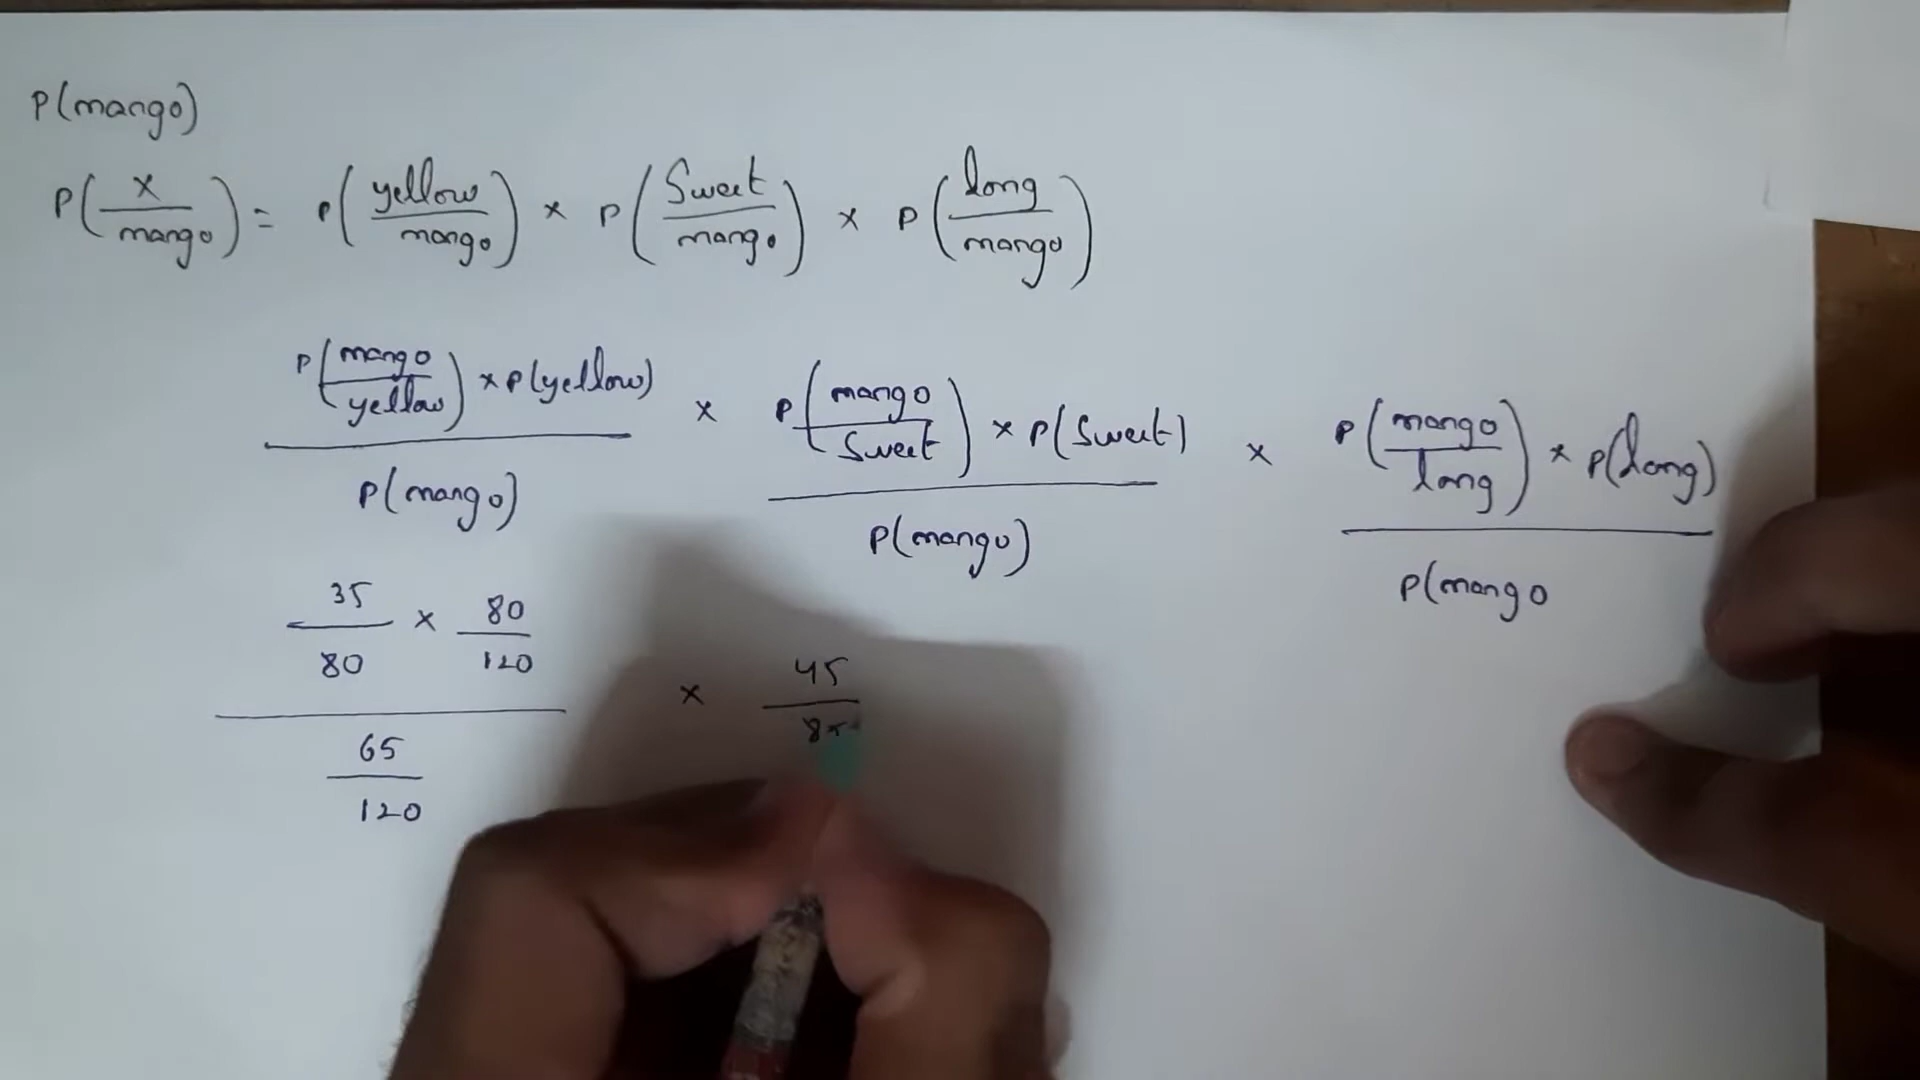 P(mango)
P(x/mango) = P(yellow/mango) x P(Sweet/mango) x P(long/mango)
P(mango/yellow) x P(yellow) / P(mango) x P(mango/Sweet) x P(Sweet) / P(mango) x P(mango/long) x P(long) / P(mango
35/80 x 80/120 / 65/120 x 45/85